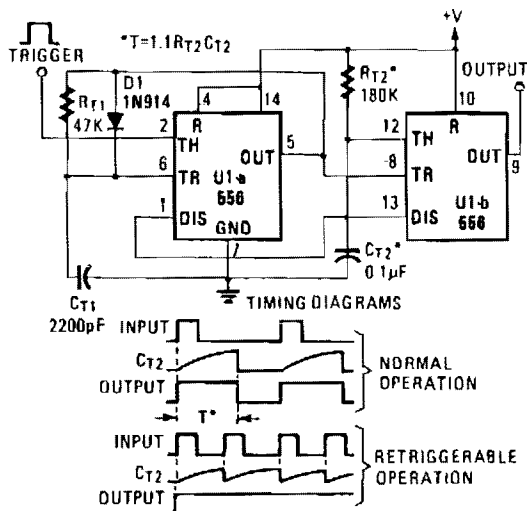 *T=1.1RT2CT2
TRIGGER
+V
D1
1N914
RT1
47K
RT2*
180K
OUTPUT
4
14
10
2
R
TH
12
R
TH
6
TR
OUT
5
8
TR
OUT
9
U1-a
556
1
DIS
13
DIS
U1-b
556
GND
7
CT2*
0.1µF
CT1
2200pF
TIMING DIAGRAMS
INPUT
CT2
OUTPUT
NORMAL
OPERATION
T*
INPUT
CT2
OUTPUT
RETRIGGERABLE
OPERATION